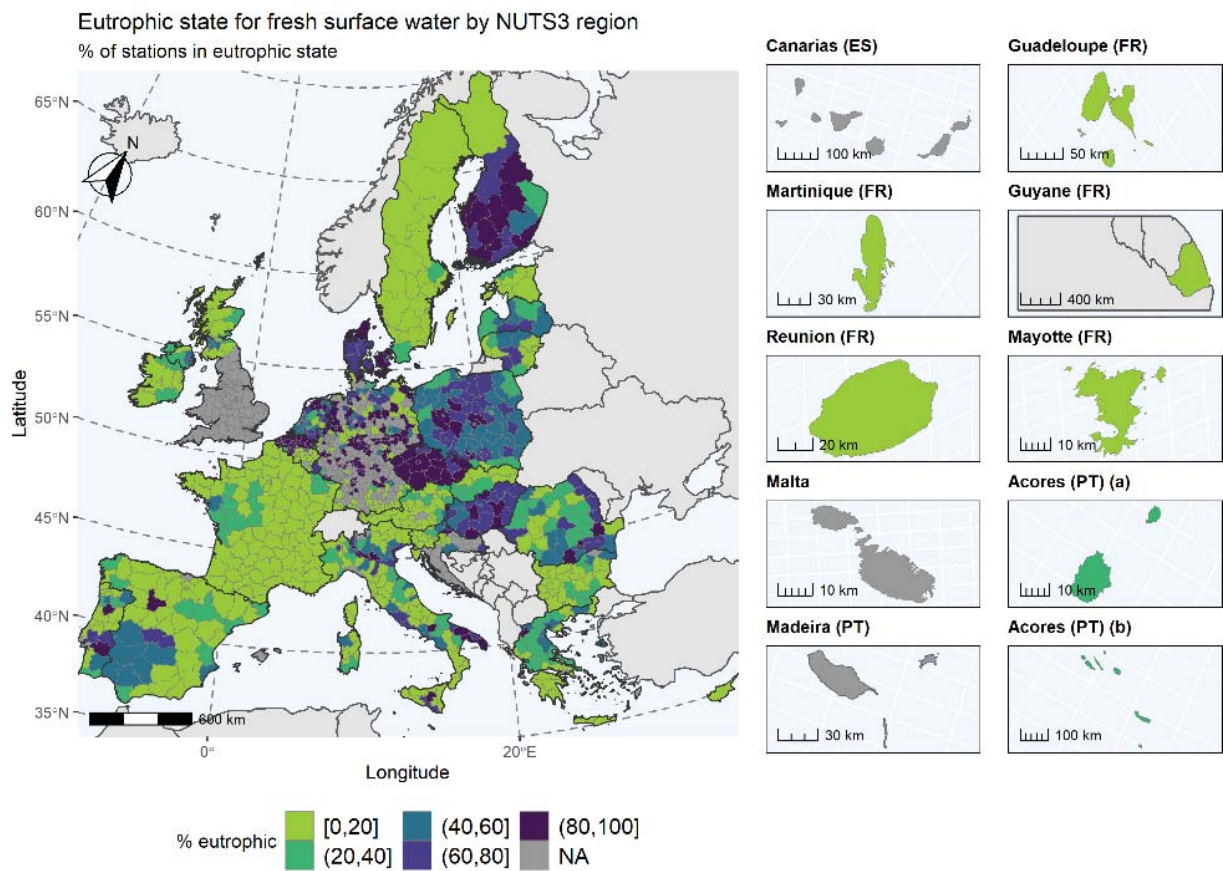 Eutrophic state for fresh surface water by NUTS3 region
% of stations in eutrophic state
65°N
60°N
55°N
50°N
45°N
40°N
35°N
N
600 km
0°
20°E
Latitude
Longitude
Canarias (ES)
100 km
Guadeloupe (FR)
50 km
Martinique (FR)
30 km
Guyane (FR)
400 km
Reunion (FR)
20 km
Mayotte (FR)
10 km
Malta
10 km
Acores (PT) (a)
10 km
Madeira (PT)
30 km
Acores (PT) (b)
100 km
% eutrophic
[0,20]
(20,40]
(40,60]
(60,80]
(80,100]
NA